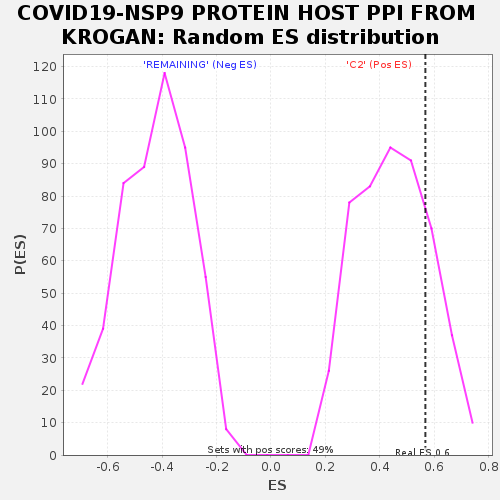 COVID19-NSP9 PROTEIN HOST PPI FROM
KROGAN: Random ES distribution
'REMAINING' (Neg ES)
'C2' (Pos ES)
120
110
100
90
80
70
60
50
40
30
20
10
0
P(ES)
Sets with pos scores: 49%
Real ES 0.6
-0.6
-0.4
-0.2
0.0
0.2
0.4
0.6
0.8
ES